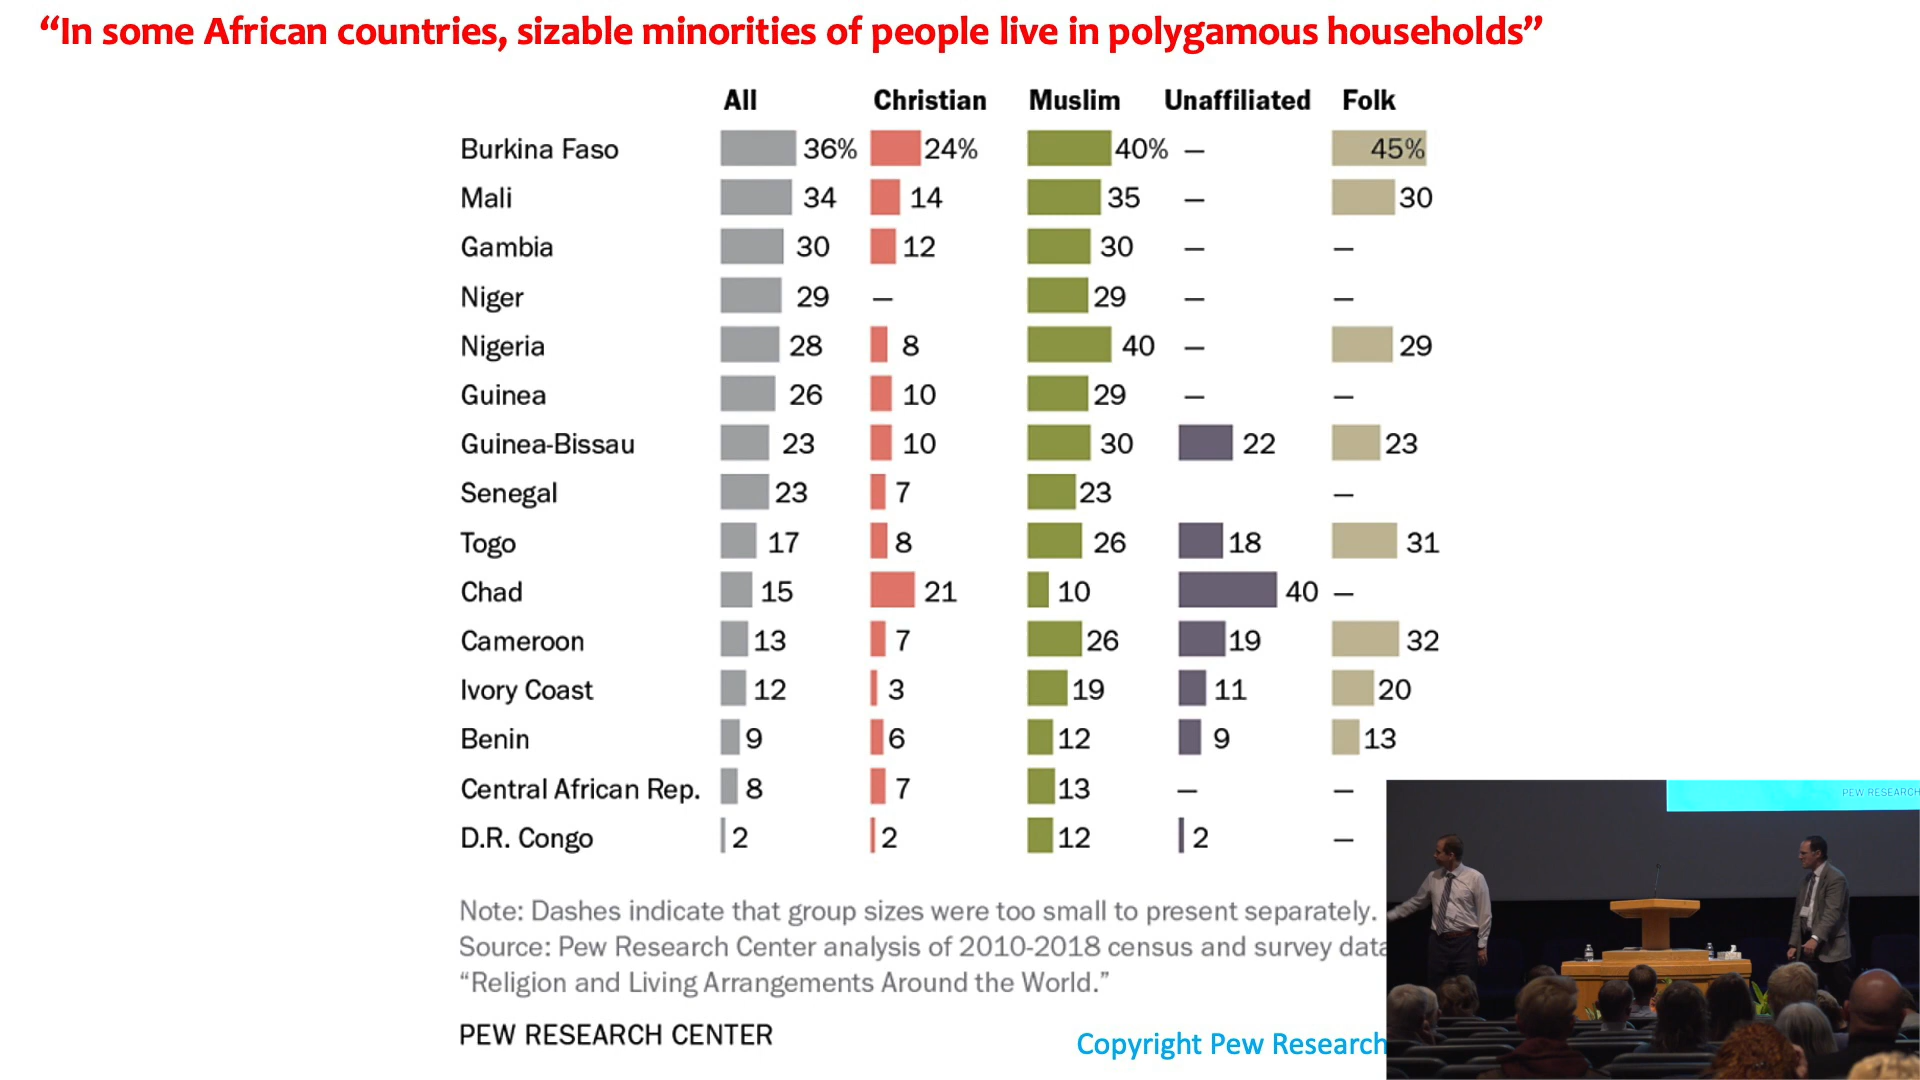 “In some African countries, sizable minorities of people live in polygamous households”
All Christian Muslim Unaffiliated Folk
Burkina Faso 36% 24% 40% — 45%
Mali 34 14 35 — 30
Gambia 30 12 30 — —
Niger 29 — 29 — —
Nigeria 28 8 40 — 29
Guinea 26 10 29 — —
Guinea-Bissau 23 10 30 22 23
Senegal 23 7 23 —
Togo 17 8 26 18 31
Chad 15 21 10 40 —
Cameroon 13 7 26 19 32
Ivory Coast 12 3 19 11 20
Benin 9 6 12 9 13
Central African Rep. 8 7 13 — —
D.R. Congo 2 2 12 2 —
Note: Dashes indicate that group sizes were too small to present separately.
Source: Pew Research Center analysis of 2010-2018 census and survey data
“Religion and Living Arrangements Around the World.”
PEW RESEARCH CENTER
Copyright Pew Research
PEW RESEARCH